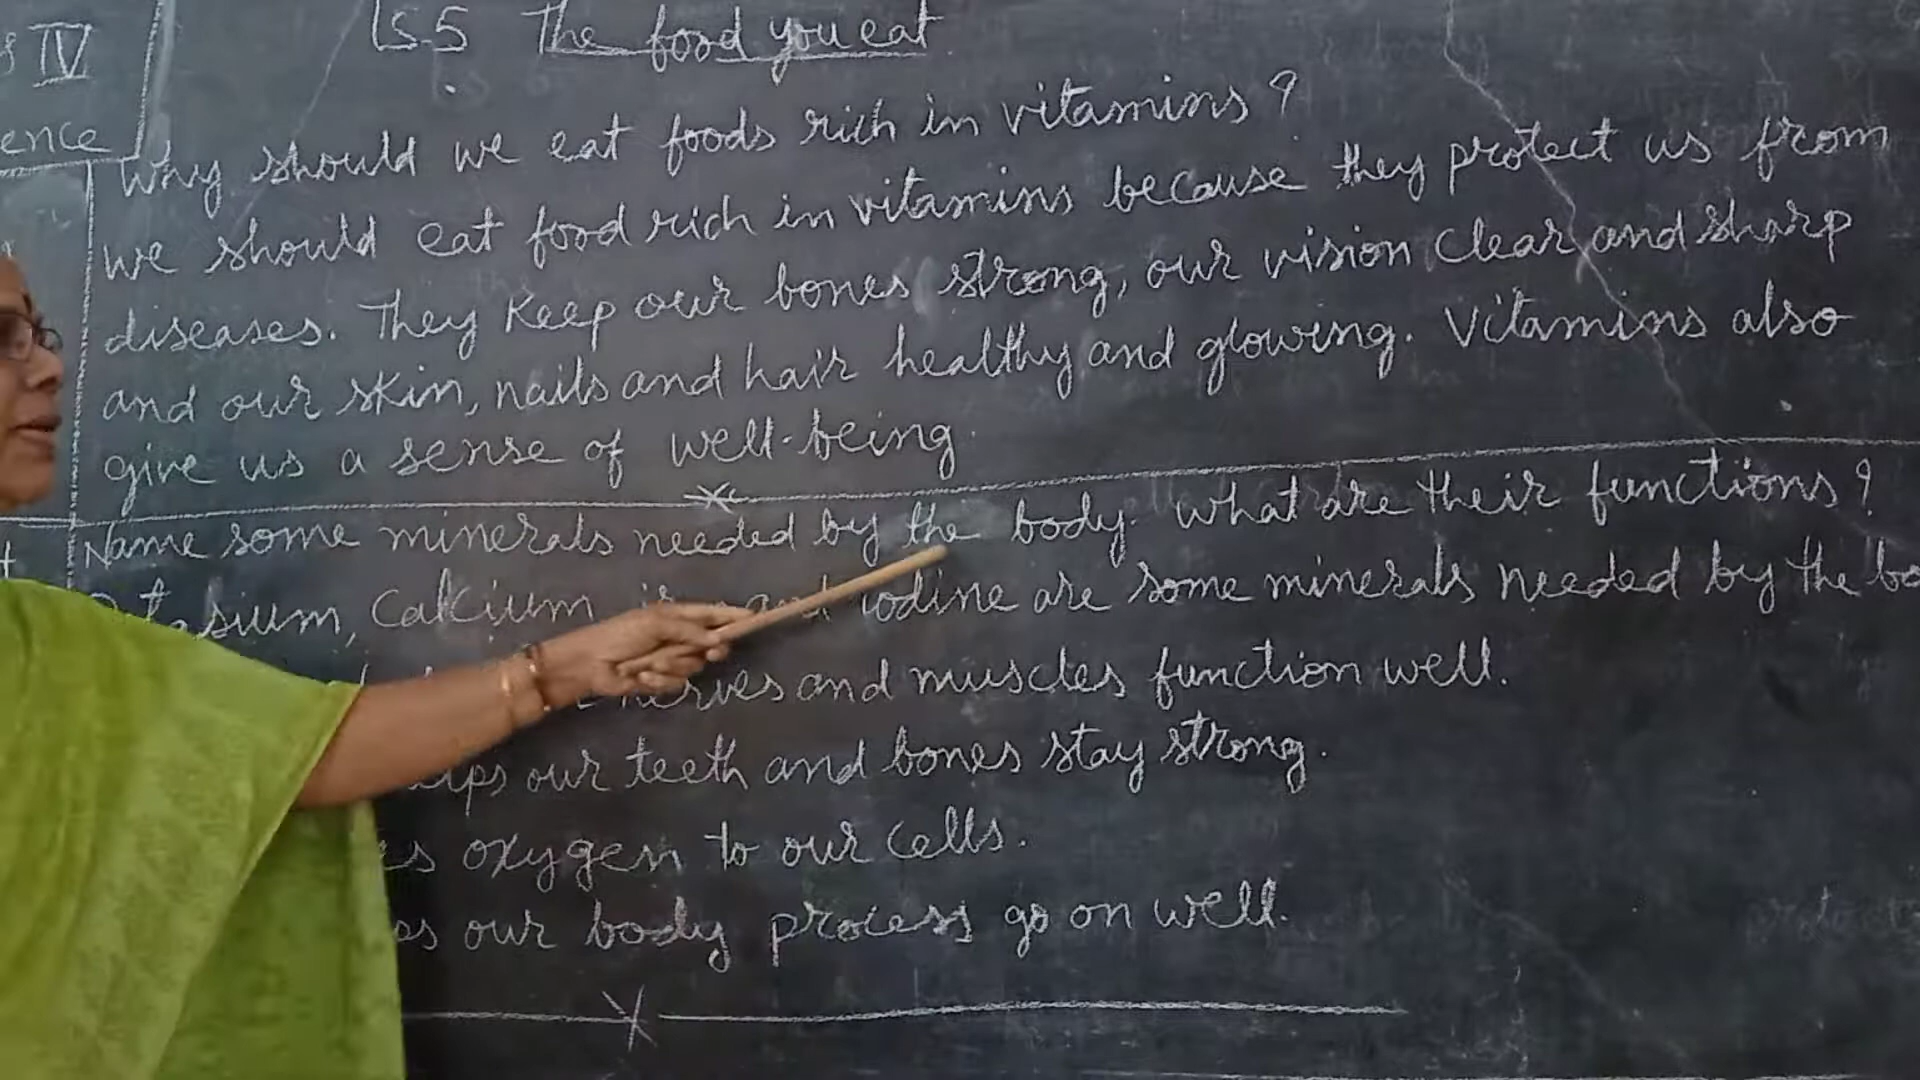 IV
Ls-5 The food you eat
ence
Why should we eat foods rich in vitamins?
we should eat food rich in vitamins because they protect us from
diseases. They Keep our bones strong, our vision clear and sharp
and our skin, nails and hair healthy and glowing. Vitamins also
give us a sense of well-being.
Name some minerals needed by the body. What are their functions?
sium, Calcium and iodine are some minerals needed by the bo
and muscles function well.
our teeth and bones stay strong.
oxygen to our cells.
our body process go on well.